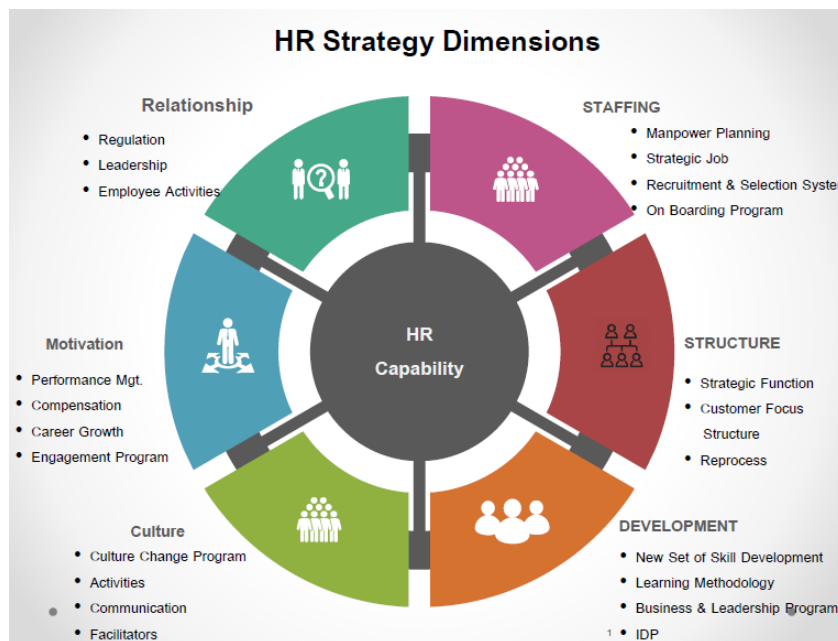 HR Strategy Dimensions
Relationship
• Regulation
• Leadership
• Employee Activities
STAFFING
• Manpower Planning
• Strategic Job
• Recruitment & Selection Syste
• On Boarding Program
HR
Capability
Motivation
• Performance Mgt.
• Compensation
• Career Growth
• Engagement Program
STRUCTURE
• Strategic Function
• Customer Focus
Structure
• Reprocess
Culture
• Culture Change Program
• Activities
• Communication
• Facilitators
DEVELOPMENT
• New Set of Skill Development
• Learning Methodology
• Business & Leadership Program
• IDP
1
?